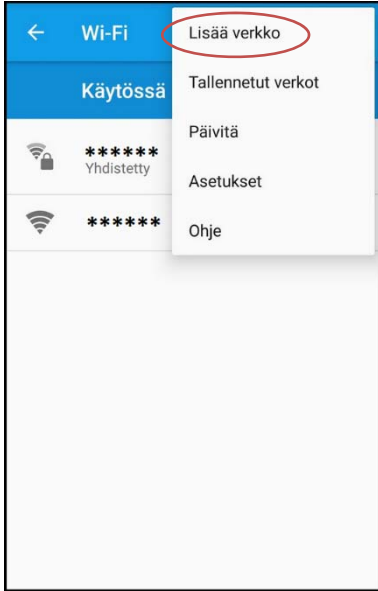 Wi-Fi
Lisää verkko
Käytössä
Tallennetut verkot
Päivitä
******
Yhdistetty
Asetukset
******
Ohje